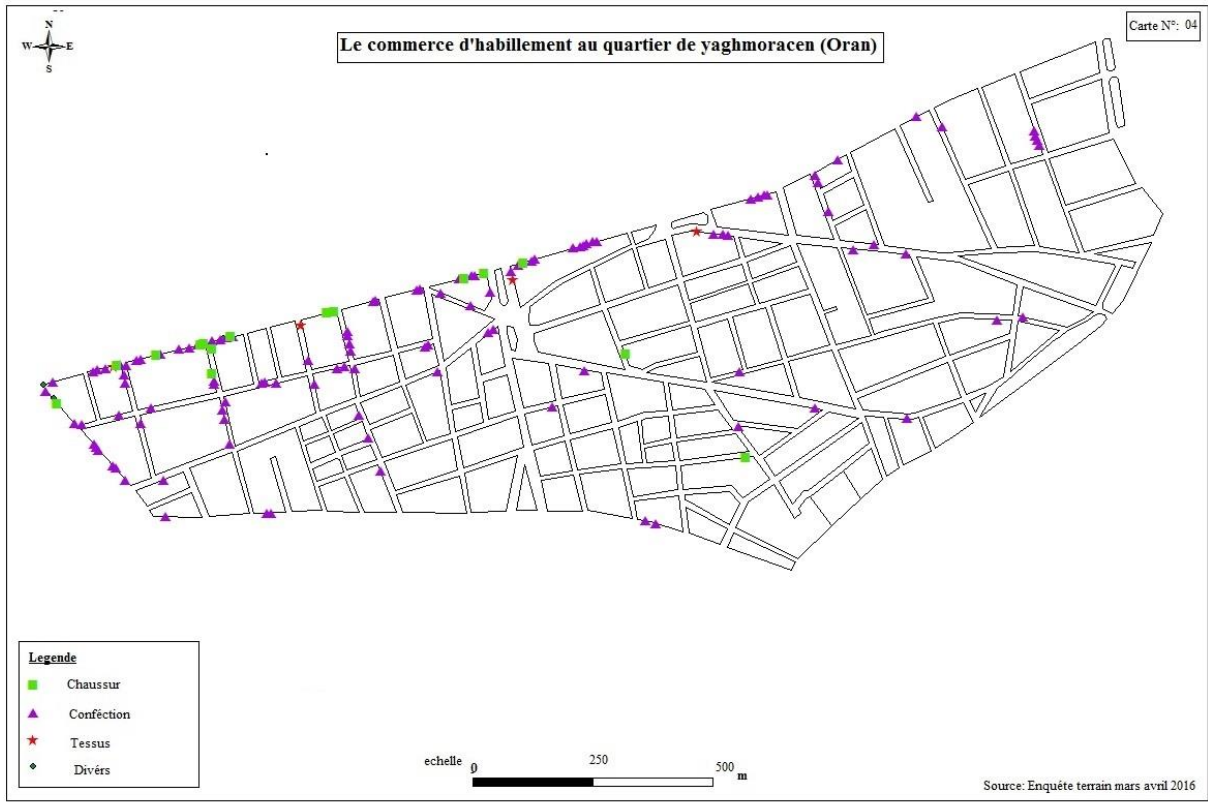 N
W E
S
Le commerce d'habillement au quartier de yaghmoracen (Oran)
Carte N°: 04
Legende
Chaussur
Conféction
Tessus
Divérs
echelle 0 250 500 m
Source: Enquéte terrain mars avril 2016